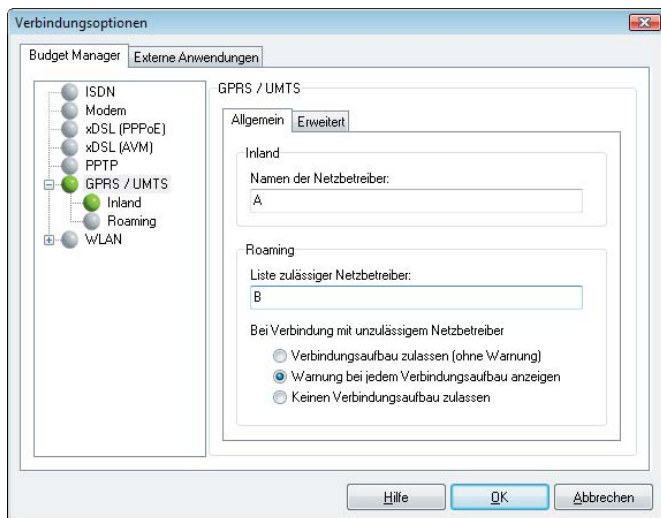 Verbindungsoptionen
Budget Manager
Externe Anwendungen
ISDN
Modem
xDSL (PPPoE)
xDSL (AVM)
PPTP
GPRS / UMTS
Inland
Roaming
WLAN
GPRS / UMTS
Allgemein
Erweitert
Inland
Namen der Netzbetreiber:
A
Roaming
Liste zulässiger Netzbetreiber:
B
Bei Verbindung mit unzulässigem Netzbetreiber
Verbindungsaufbau zulassen (ohne Warnung)
Warnung bei jedem Verbindungsaufbau anzeigen
Keinen Verbindungsaufbau zulassen
Hilfe
OK
Abbrechen